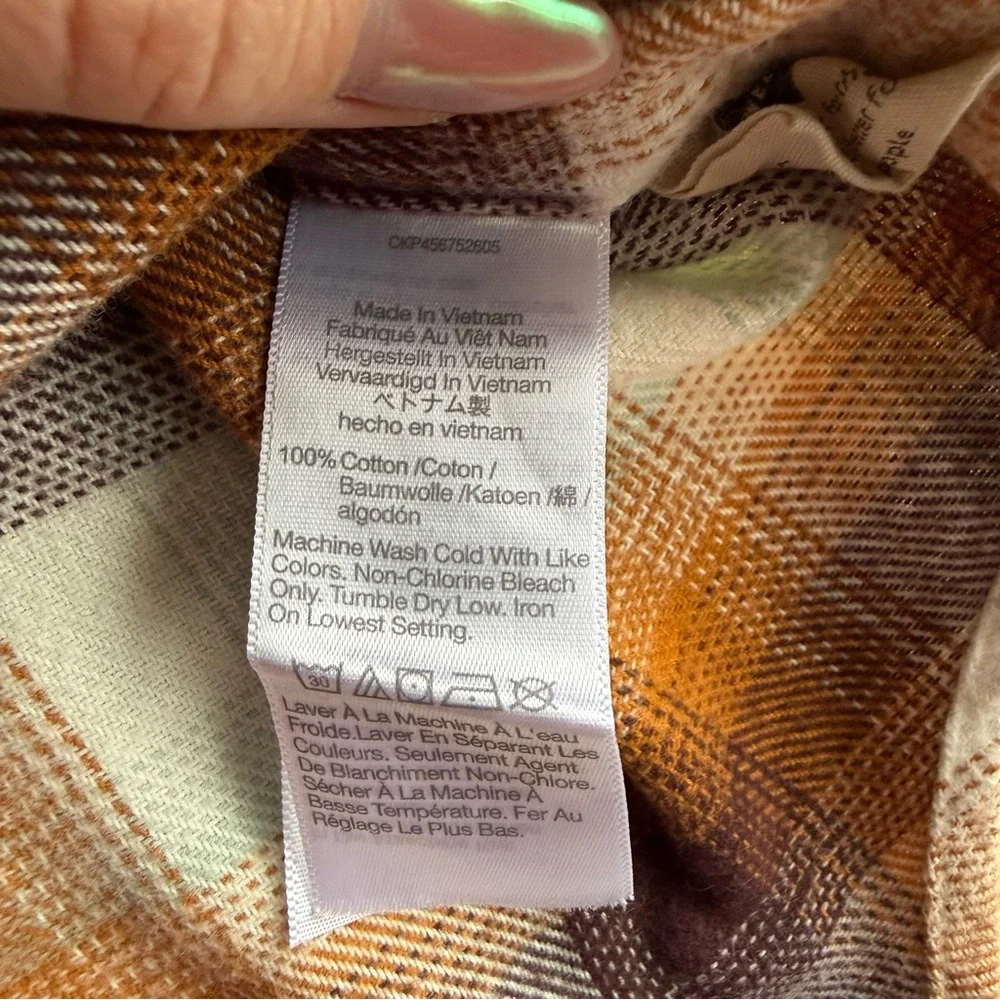 CKP456752605
Made In Vietnam
Fabriqué Au Viêt Nam
Hergestellt In Vietnam
Vervaardigd In Vietnam
ベトナム製
hecho en vietnam
100% Cotton /Coton /
Baumwolle /Katoen /綿 /
algodón
Machine Wash Cold With Like
Colors. Non-Chlorine Bleach
Only. Tumble Dry Low. Iron
On Lowest Setting.
30
Laver À La Machine À L'eau
Froide.Laver En Séparant Les
Couleurs. Seulement Agent
De Blanchiment Non-Chlore.
Sécher À La Machine À
Basse Température. Fer Au
Réglage Le Plus Bas.